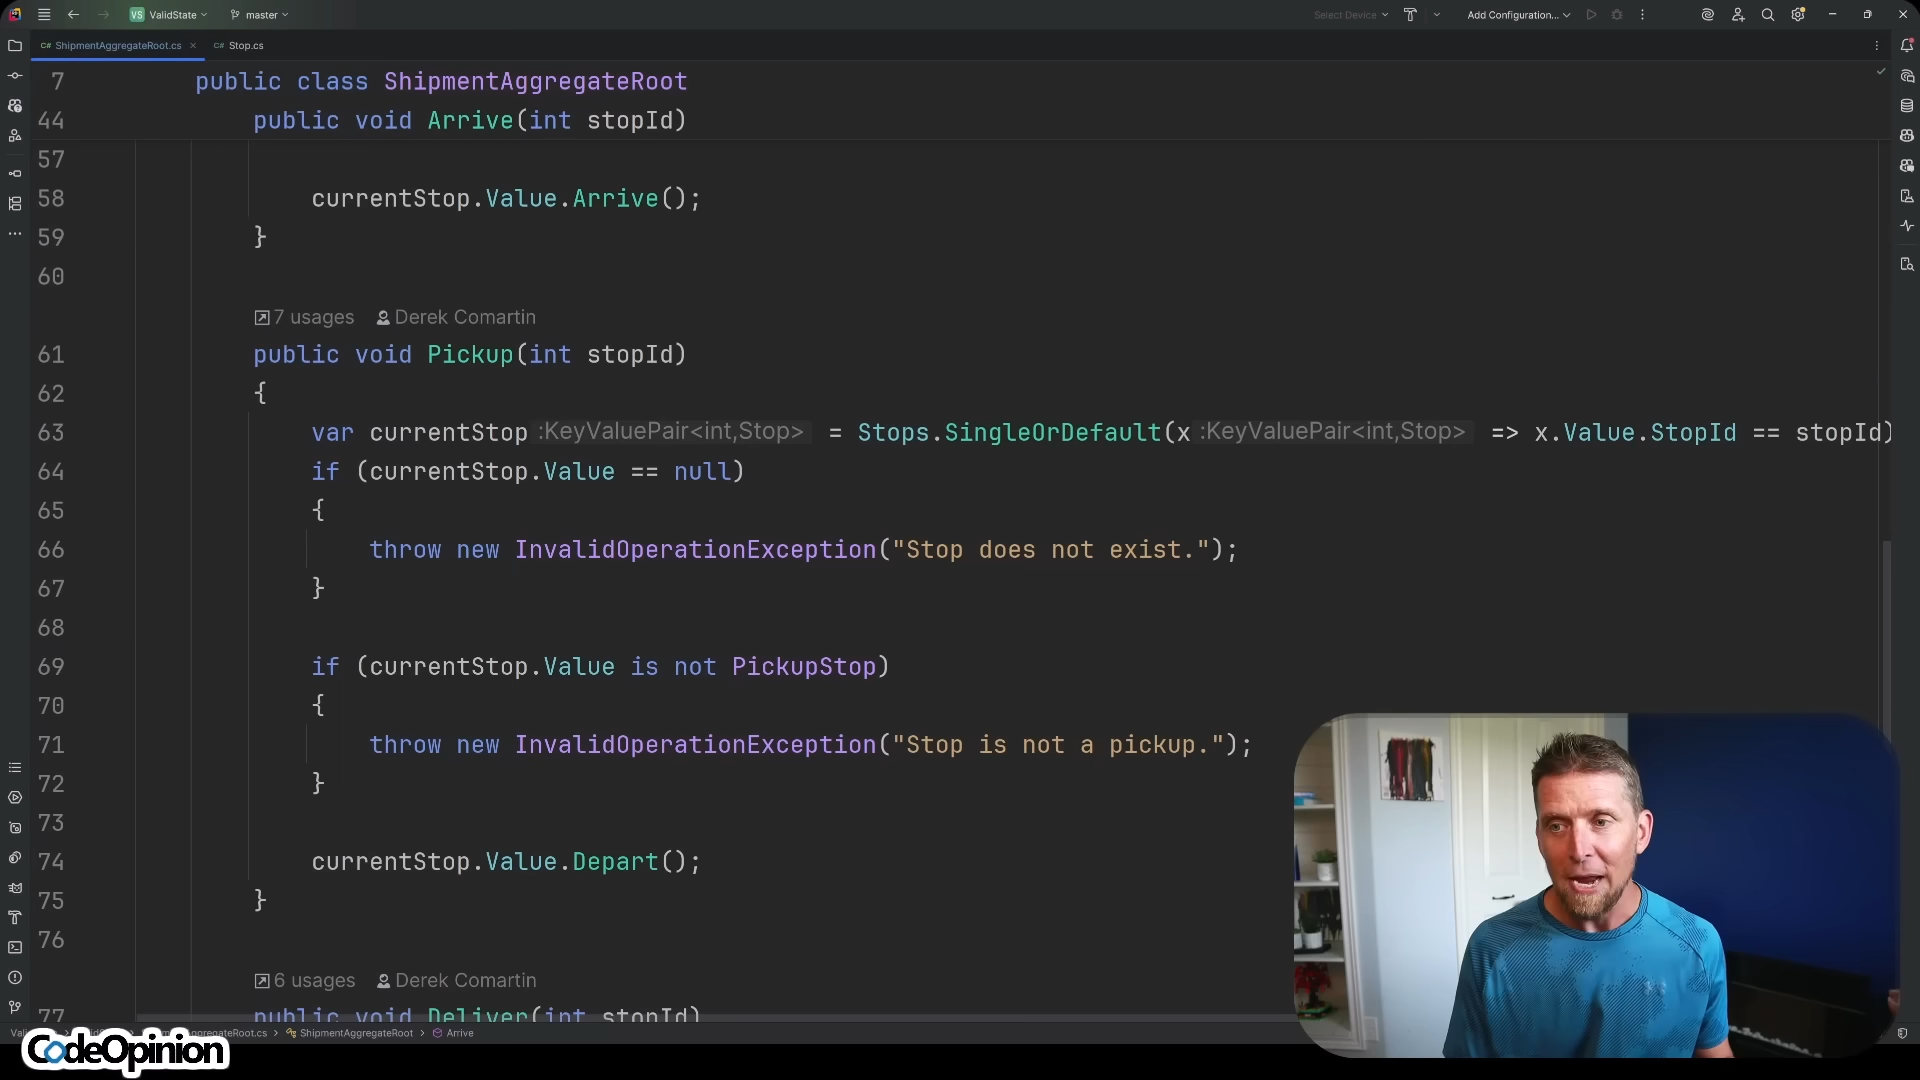 VS ValidState master Select Device Add Configuration...
C# ShipmentAggregateRoot.cs C# Stop.cs
7 public class ShipmentAggregateRoot
44 public void Arrive(int stopId)
57
58 currentStop.Value.Arrive();
59 }
60
7 usages Derek Comartin
61 public void Pickup(int stopId)
62 {
63 var currentStop :KeyValuePair<int,Stop> = Stops.SingleOrDefault(x :KeyValuePair<int,Stop> => x.Value.StopId == stopId)
64 if (currentStop.Value == null)
65 {
66 throw new InvalidOperationException("Stop does not exist.");
67 }
68
69 if (currentStop.Value is not PickupStop)
70 {
71 throw new InvalidOperationException("Stop is not a pickup.");
72 }
73
74 currentStop.Value.Depart();
75 }
76
6 usages Derek Comartin
77 public void Deliver(int stopId)
AggregateRoot.cs ShipmentAggregateRoot Arrive
CodeOpinion